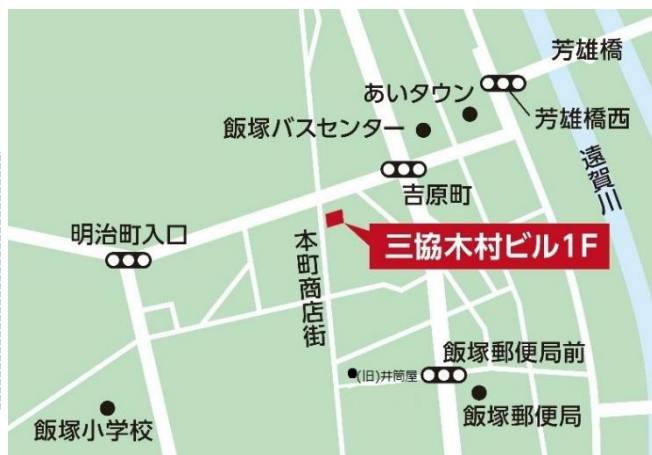 芳雄橋
あいタウン
飯塚バスセンター
芳雄橋西
遠賀川
吉原町
明治町入口
三協木村ビル1F
本町商店街
飯塚郵便局前
(旧)井筒屋
飯塚郵便局
飯塚小学校